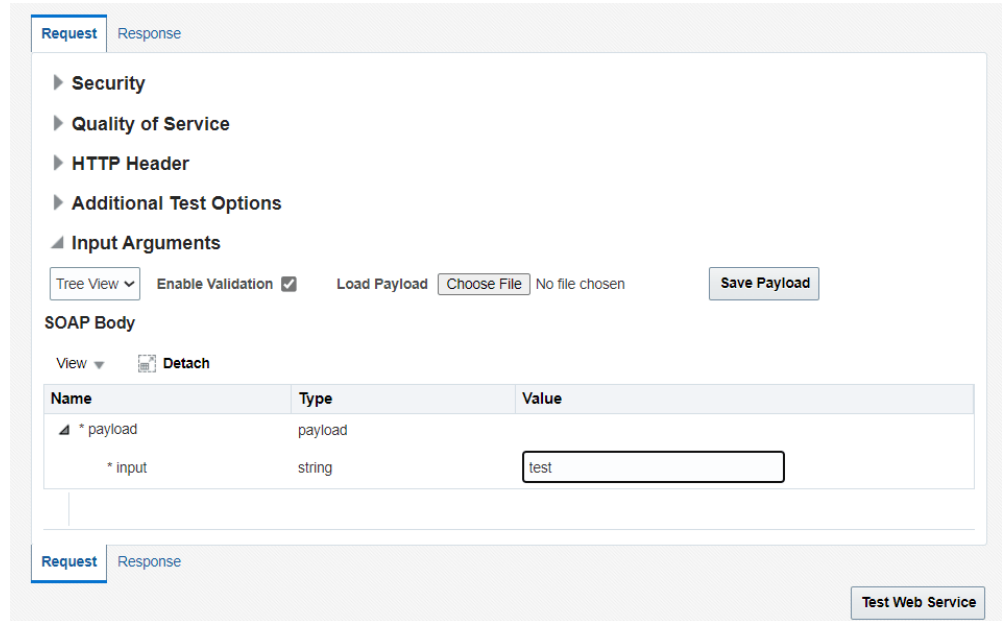 Request Response
Security
Quality of Service
HTTP Header
Additional Test Options
Input Arguments
Tree View Enable Validation Load Payload Choose File No file chosen Save Payload
SOAP Body
View Detach
Name Type Value
* payload payload
* input string test
Request Response
Test Web Service